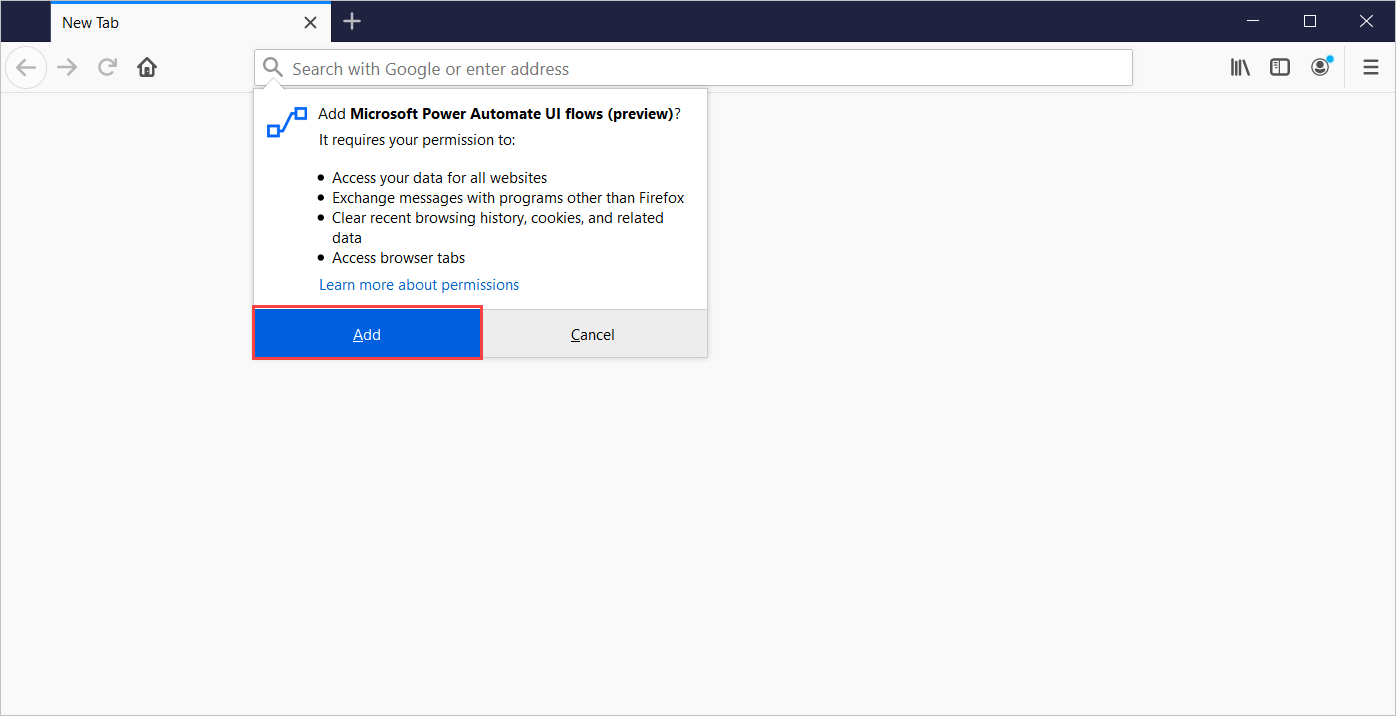 New Tab
Search with Google or enter address
Add Microsoft Power Automate UI flows (preview)?
It requires your permission to:
Access your data for all websites
Exchange messages with programs other than Firefox
Clear recent browsing history, cookies, and related
data
Access browser tabs
Learn more about permissions
Add
Cancel